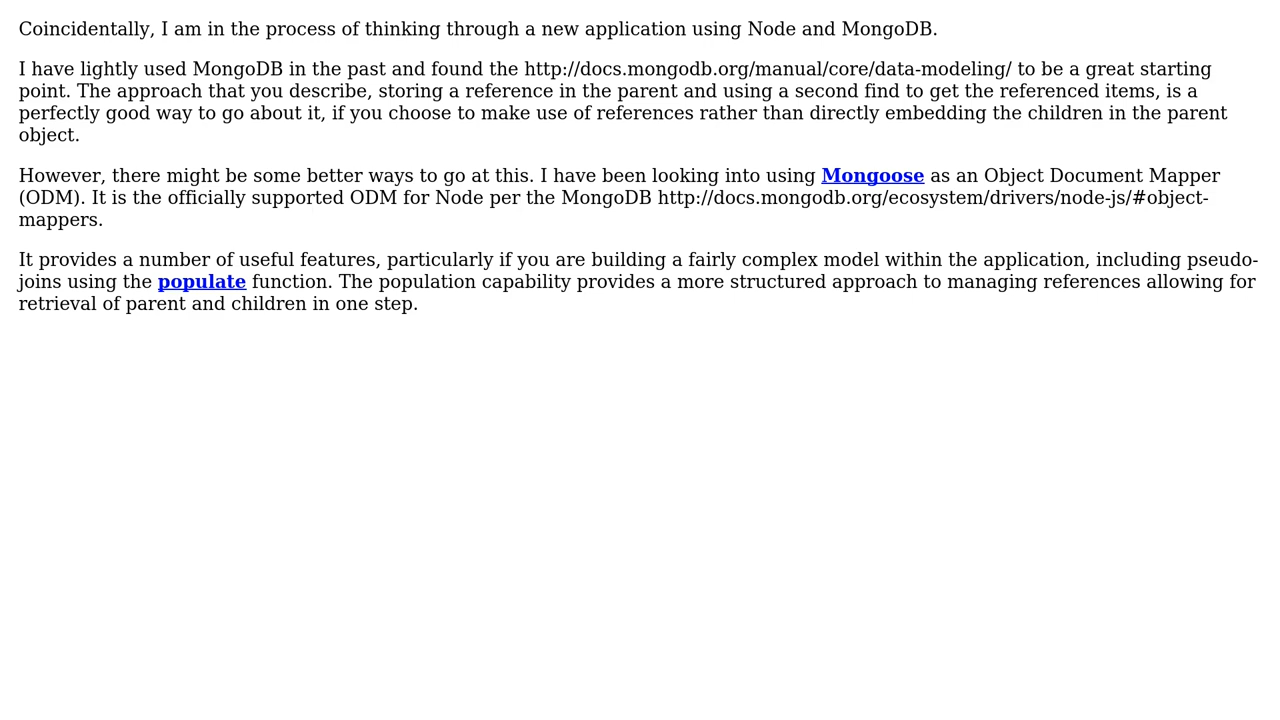 Coincidentally, I am in the process of thinking through a new application using Node and MongoDB.
I have lightly used MongoDB in the past and found the http://docs.mongodb.org/manual/core/data-modeling/ to be a great starting
point. The approach that you describe, storing a reference in the parent and using a second find to get the referenced items, is a
perfectly good way to go about it, if you choose to make use of references rather than directly embedding the children in the parent
object.
However, there might be some better ways to go at this. I have been looking into using Mongoose as an Object Document Mapper
(ODM). It is the officially supported ODM for Node per the MongoDB http://docs.mongodb.org/ecosystem/drivers/node-js/#object-
mappers.
It provides a number of useful features, particularly if you are building a fairly complex model within the application, including pseudo-
joins using the populate function. The population capability provides a more structured approach to managing references allowing for
retrieval of parent and children in one step.